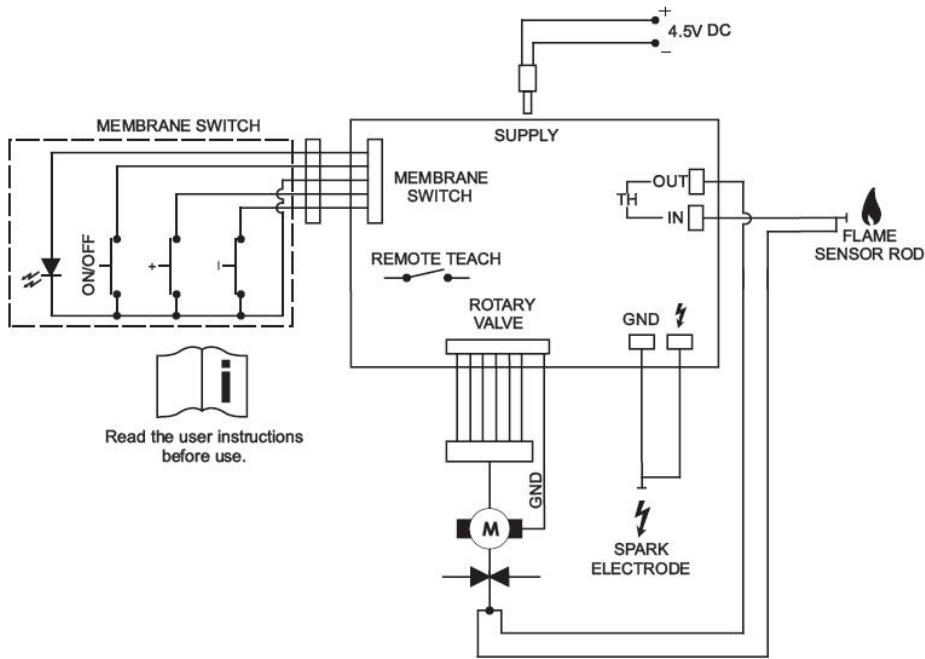 +
4.5V DC
−
MEMBRANE SWITCH
SUPPLY
MEMBRANE
SWITCH
OUT
TH
IN
FLAME
SENSOR ROD
ON/OFF
+
−
REMOTE TEACH
ROTARY
VALVE
GND
i
Read the user instructions
before use.
GND
M
SPARK
ELECTRODE